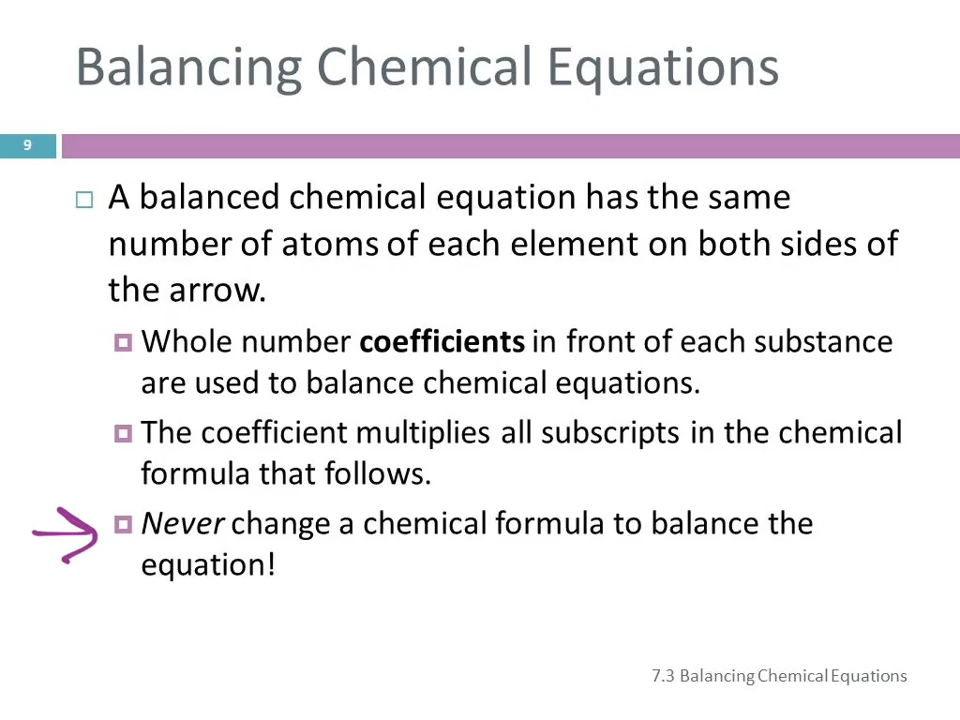 Balancing Chemical Equations
9
A balanced chemical equation has the same
number of atoms of each element on both sides of
the arrow.
Whole number coefficients in front of each substance
are used to balance chemical equations.
The coefficient multiplies all subscripts in the chemical
formula that follows.
Never change a chemical formula to balance the
equation!
7.3 Balancing Chemical Equations